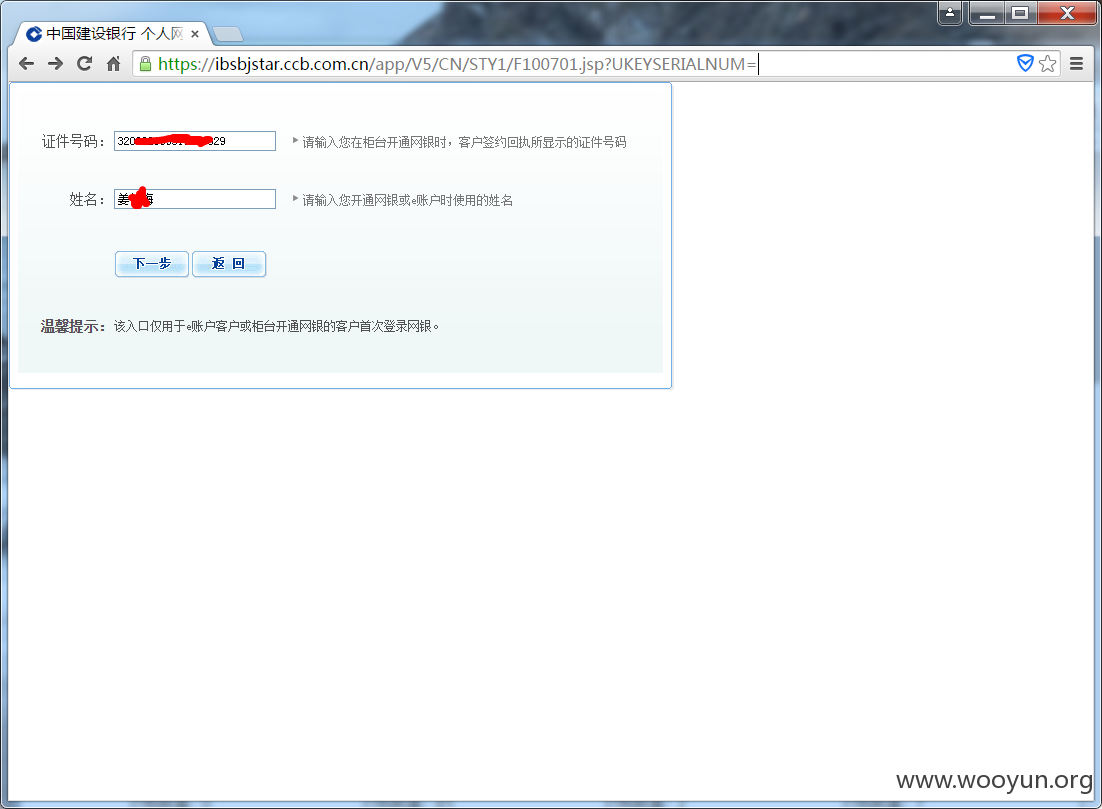 中国建设银行 个人网
https://ibsbjstar.ccb.com.cn/app/V5/CN/STY1/F100701.jsp?UKEYSERIALNUM=
证件号码： 320 329 请输入您在柜台开通网银时，客户签约回执所显示的证件号码
姓名： 姜 海 请输入您开通网银或e账户时使用的姓名
下一步 返 回
温馨提示：该入口仅用于e账户客户或柜台开通网银的客户首次登录网银。
www.wooyun.org